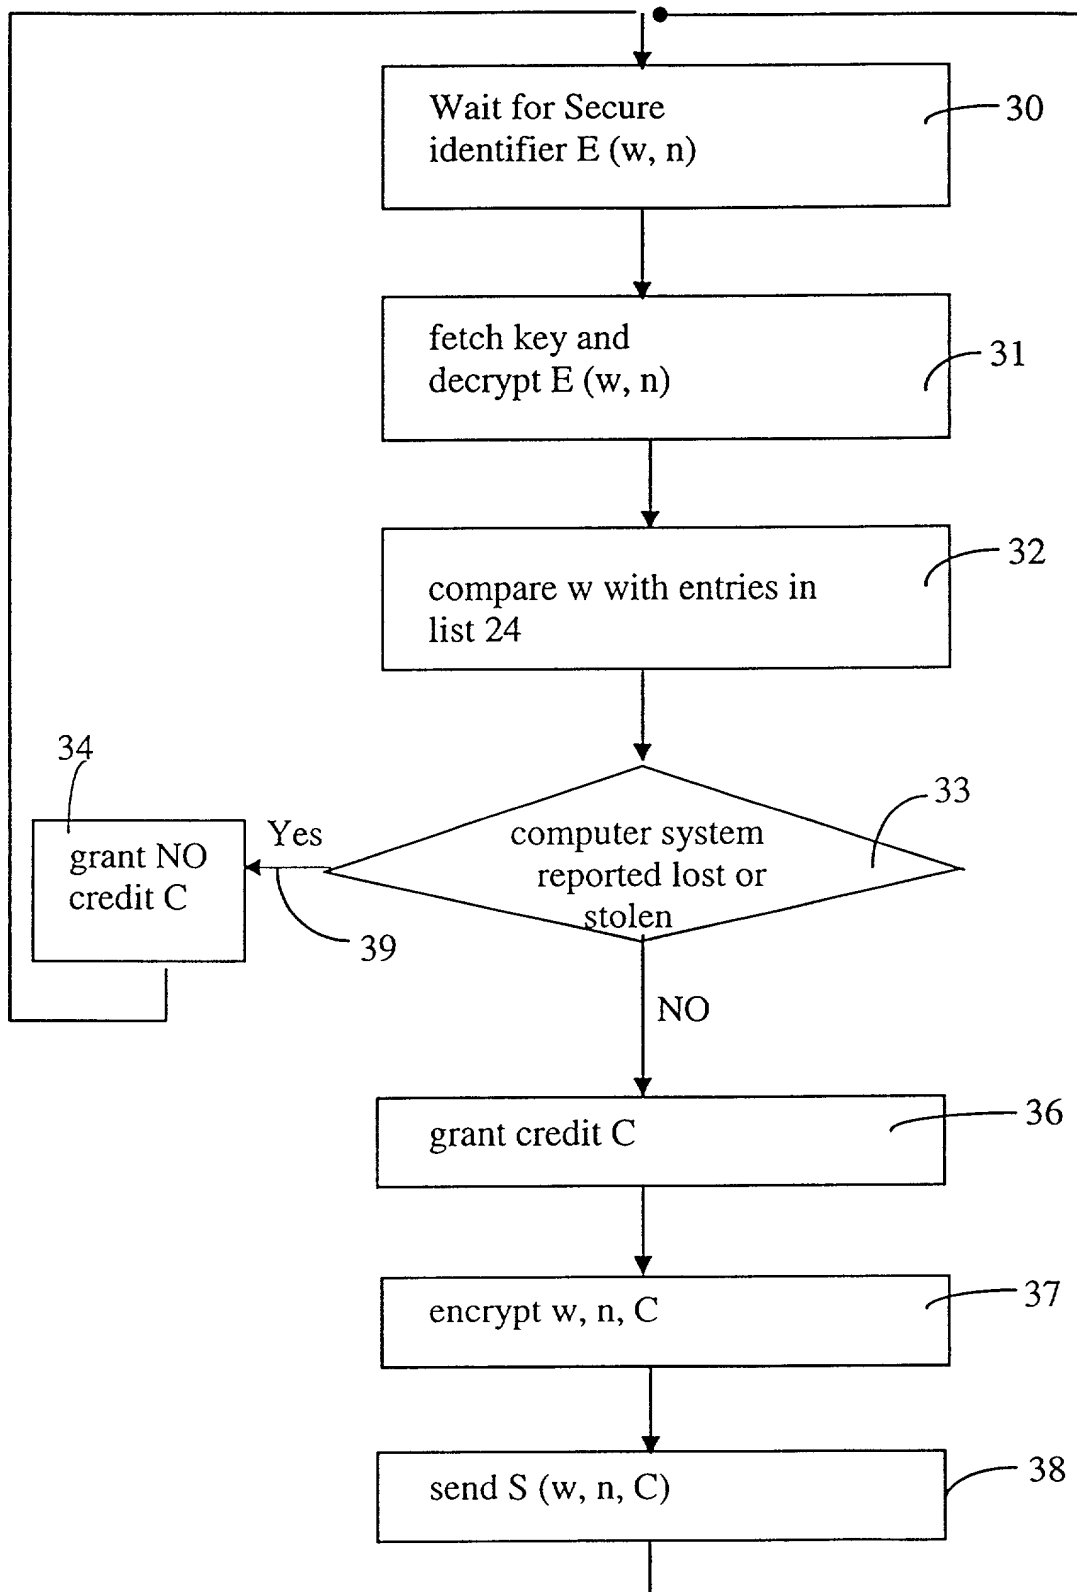 Wait for Secure
identifier E (w, n)
30
fetch key and
decrypt E (w, n)
31
compare w with entries in
list 24
32
computer system
reported lost or
stolen
33
Yes
39
34
grant NO
credit C
NO
grant credit C
36
encrypt w, n, C
37
send S (w, n, C)
38